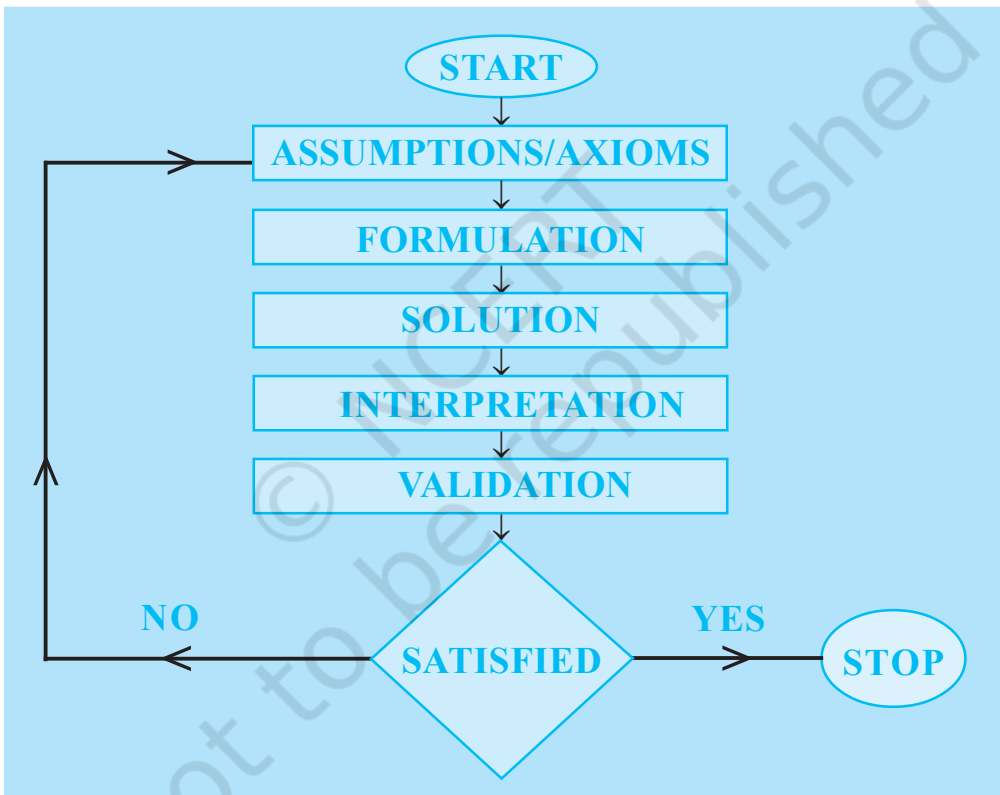 START
ASSUMPTIONS/AXIOMS
FORMULATION
SOLUTION
INTERPRETATION
VALIDATION
NO
YES
SATISFIED
STOP
© NCERT
not to be republished